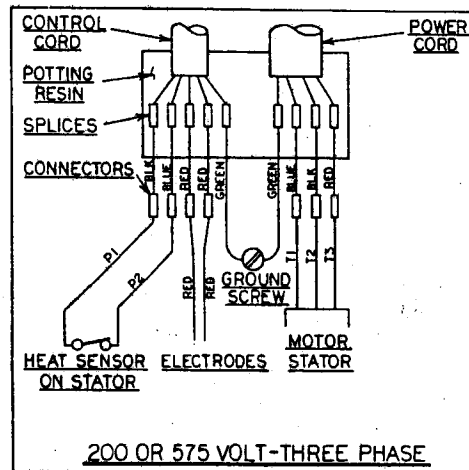 CONTROL
CORD
POWER
CORD
POTTING
RESIN
SPLICES
CONNECTORS
BLK
BLUE
RED
RED
GREEN
GREEN
BLUE
BLK
RED
P1
P2
RED
RED
T1
T2
T3
GROUND
SCREW
HEAT SENSOR
ON STATOR
ELECTRODES
MOTOR
STATOR
200 OR 575 VOLT-THREE PHASE